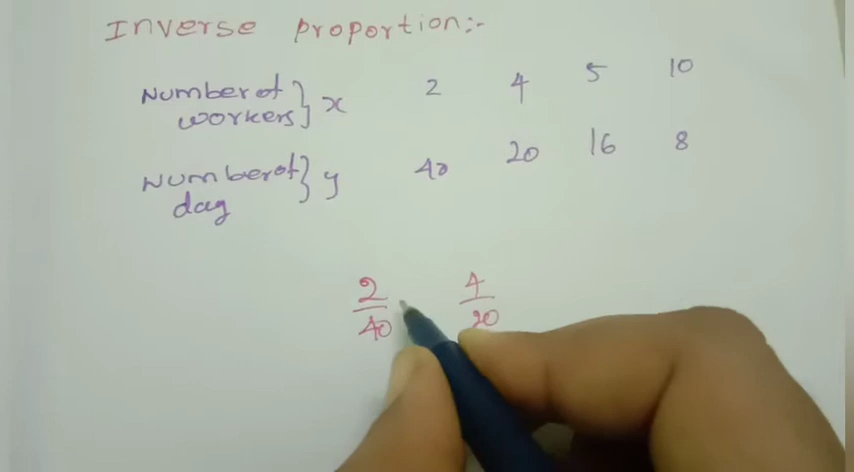 Inverse proportion:-
Number of } x 2 4 5 10
workers
Number of } y 40 20 16 8
day
2/40 4/20